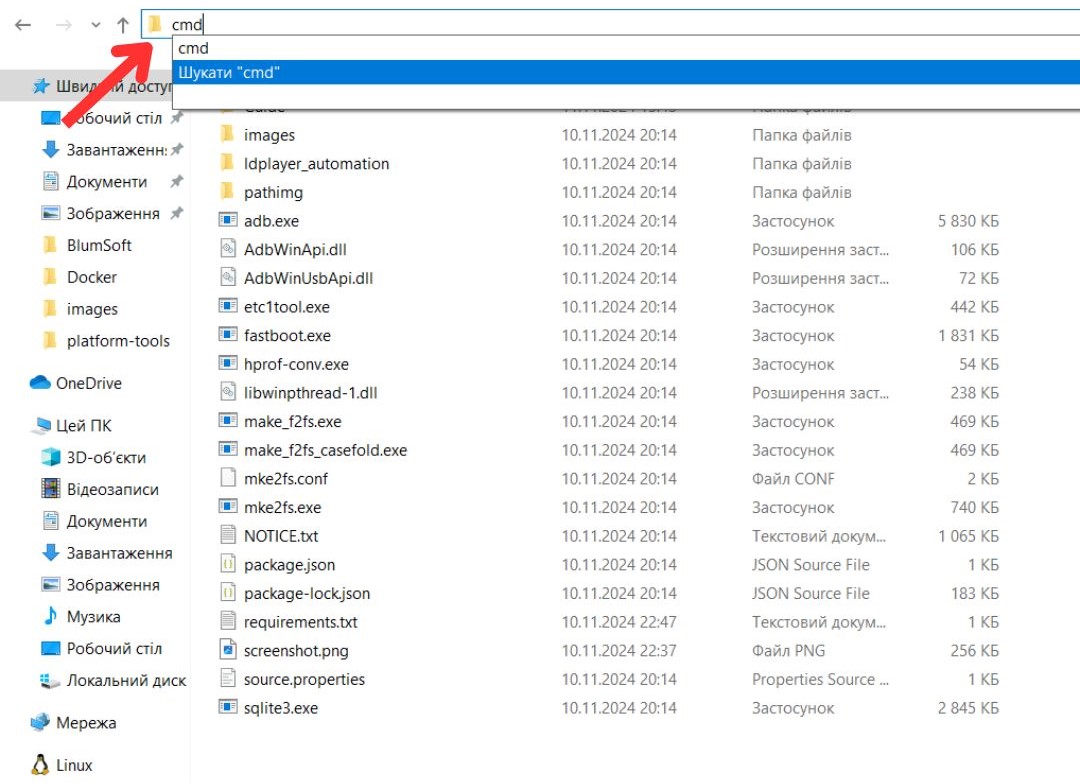 cmd
cmd
Шукати "cmd"
Швидкий доступ
Робочий стіл
images 10.11.2024 20:14 Папка файлів
Завантаження
ldplayer_automation 10.11.2024 20:14 Папка файлів
Документи
pathimg 10.11.2024 20:14 Папка файлів
Зображення
adb.exe 10.11.2024 20:14 Застосунок 5 830 КБ
BlumSoft
AdbWinApi.dll 10.11.2024 20:14 Розширення заст... 106 КБ
Docker
AdbWinUsbApi.dll 10.11.2024 20:14 Розширення заст... 72 КБ
images
etc1tool.exe 10.11.2024 20:14 Застосунок 442 КБ
platform-tools
fastboot.exe 10.11.2024 20:14 Застосунок 1 831 КБ
hprof-conv.exe 10.11.2024 20:14 Застосунок 54 КБ
OneDrive
libwinpthread-1.dll 10.11.2024 20:14 Розширення заст... 238 КБ
Цей ПК
make_f2fs.exe 10.11.2024 20:14 Застосунок 469 КБ
3D-об'єкти
make_f2fs_casefold.exe 10.11.2024 20:14 Застосунок 469 КБ
Відеозаписи
mke2fs.conf 10.11.2024 20:14 Файл CONF 2 КБ
Документи
mke2fs.exe 10.11.2024 20:14 Застосунок 740 КБ
Завантаження
NOTICE.txt 10.11.2024 20:14 Текстовий докум... 1 065 КБ
Зображення
package.json 10.11.2024 20:14 JSON Source File 1 КБ
Музика
package-lock.json 10.11.2024 20:14 JSON Source File 183 КБ
Робочий стіл
requirements.txt 10.11.2024 22:47 Текстовий докум... 1 КБ
Локальний диск
screenshot.png 10.11.2024 22:37 Файл PNG 256 КБ
Мережа
source.properties 10.11.2024 20:14 Properties Source ... 1 КБ
Linux
sqlite3.exe 10.11.2024 20:14 Застосунок 2 845 КБ